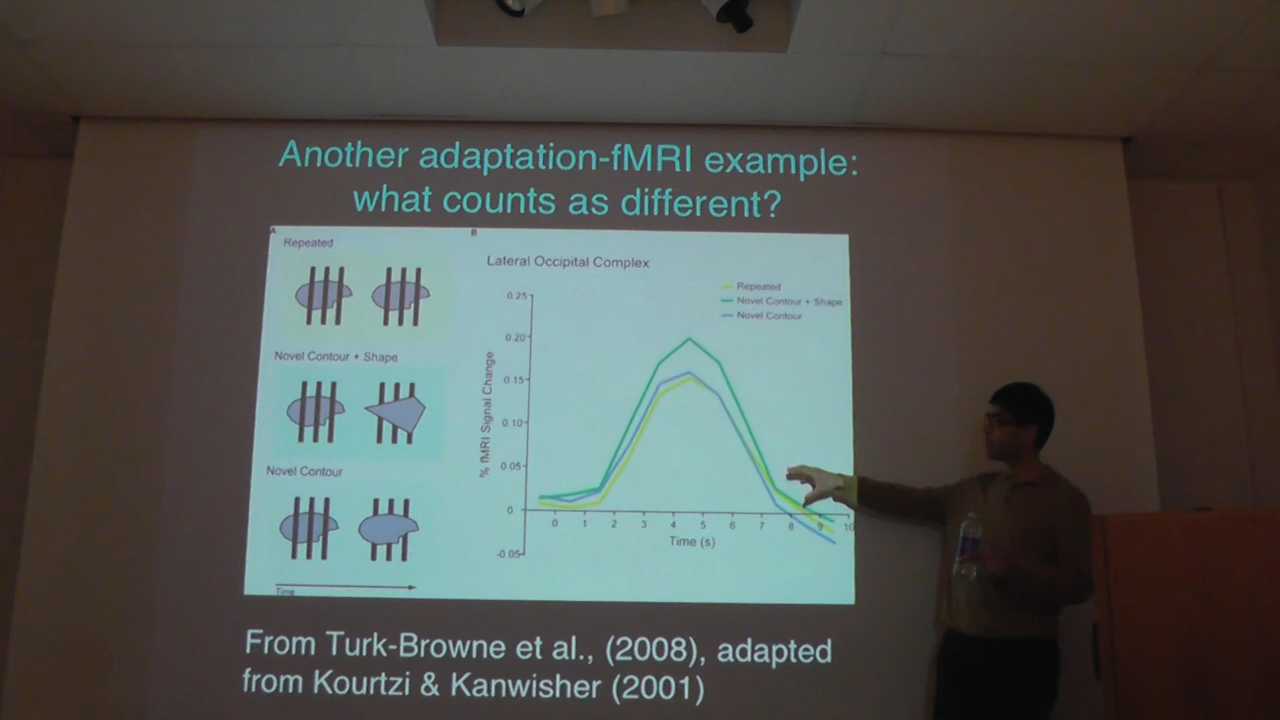 Another adaptation-fMRI example:
what counts as different?
A
Repeated
Novel Contour + Shape
Novel Contour
Time
B
Lateral Occipital Complex
Repeated
Novel Contour + Shape
Novel Contour
% fMRI Signal Change
0.25
0.20
0.15
0.10
0.05
0
-0.05
0 1 2 3 4 5 6 7 8 9 10
Time (s)
From Turk-Browne et al., (2008), adapted
from Kourtzi & Kanwisher (2001)